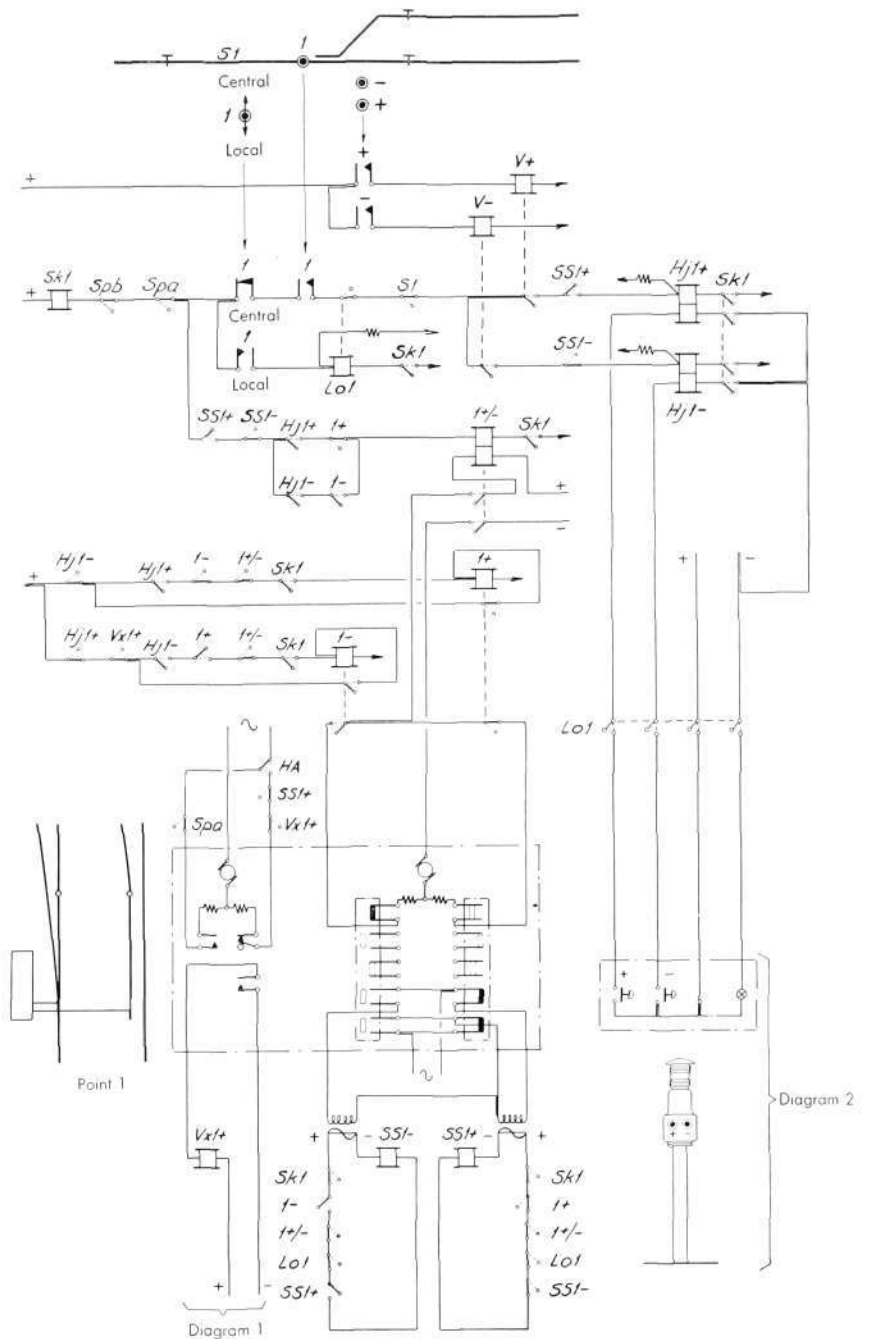 S1 1
Central
1
Local
-
+
+
+
V+
-
V-
+
Sk1 Spb Spa 1 1 S1 SS1+ Hj1+ Sk1
Central
1
Local
Lo1 Sk1 SS1- Hj1-
SS1+ SS1- Hj1+ 1+ 1+/- Sk1
Hj1- 1- +
-
+ Hj1- Hj1+ 1- 1+/- Sk1 1+ + -
Hj1+ Vx1+ Hj1- 1+ 1+/- Sk1 1-
~ HA Lo1
SS1+
Spa Vx1+
+ -
~
Point 1
Diagram 2
+ -
Vx1+
+ - SS1- SS1+ - +
Sk1 Sk1
1- 1+
1+/- 1+/-
Lo1 Lo1
SS1+ SS1-
+ -
Diagram 1